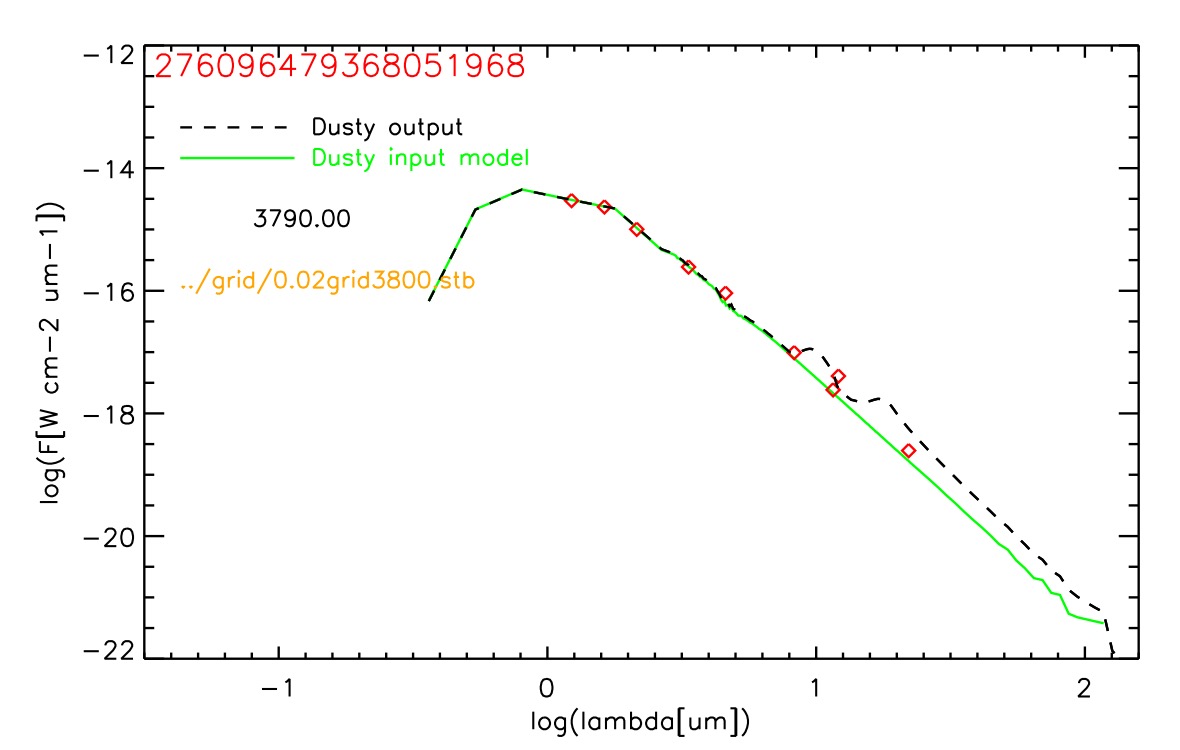 -12
2760964793368051968
Dusty output
Dusty input model
-14
3790.00
../grid/0.02grid3800.stb
-16
-18
-20
-22
log(F[W cm-2 um-1])
-1 0 1 2
log(lambda[um])